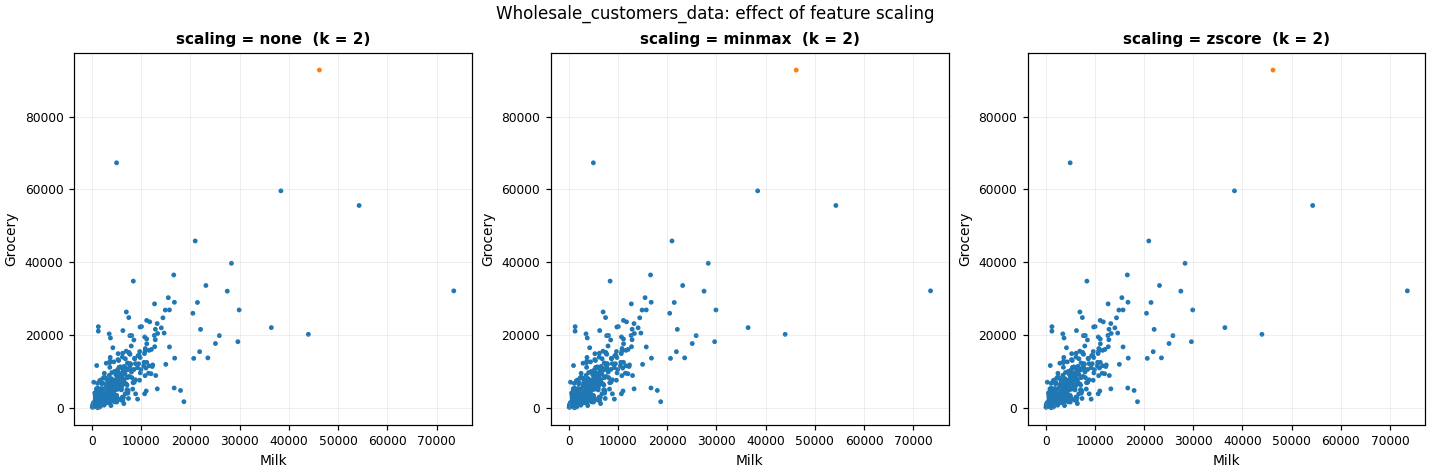 Wholesale_customers_data: effect of feature scaling
scaling = none  (k = 2)
Grocery
80000
60000
40000
20000
0
0 10000 20000 30000 40000 50000 60000 70000
Milk
scaling = minmax  (k = 2)
Grocery
80000
60000
40000
20000
0
0 10000 20000 30000 40000 50000 60000 70000
Milk
scaling = zscore  (k = 2)
Grocery
80000
60000
40000
20000
0
0 10000 20000 30000 40000 50000 60000 70000
Milk